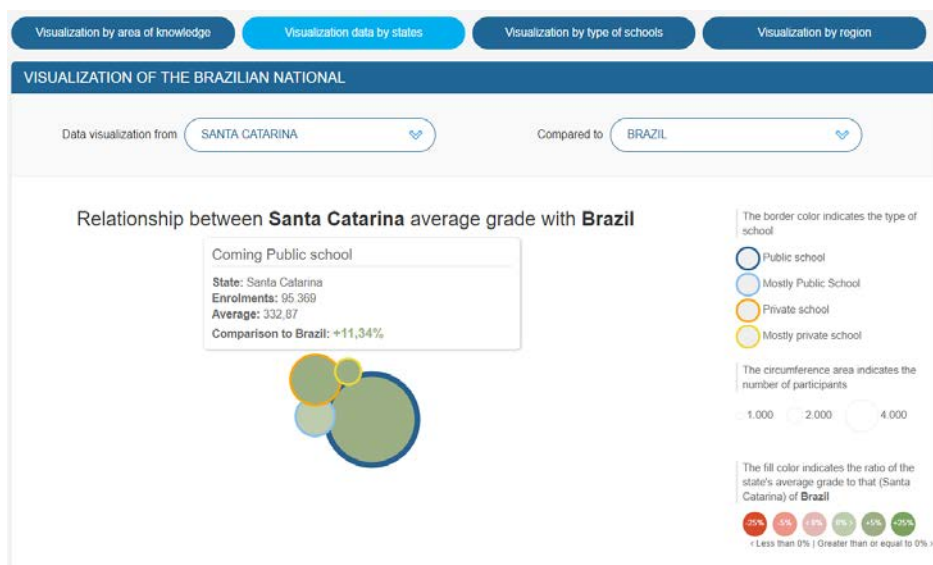 Visualization by area of knowledge
Visualization data by states
Visualization by type of schools
Visualization by region
VISUALIZATION OF THE BRAZILIAN NATIONAL
Data visualization from
SANTA CATARINA
Compared to
BRAZIL
Relationship between Santa Catarina average grade with Brazil
Coming Public school
State: Santa Catarina
Enrolments: 95.369
Average: 332,87
Comparison to Brazil: +11,34%
The border color indicates the type of
school
Public school
Mostly Public School
Private school
Mostly private school
The circumference area indicates the
number of participants
1.000
2.000
4.000
The fill color indicates the ratio of the
state's average grade to that (Santa
Catarina) of Brazil
-25% -5% < 0% 0% > +5% +25%
< Less than 0% | Greater than or equal to 0% >